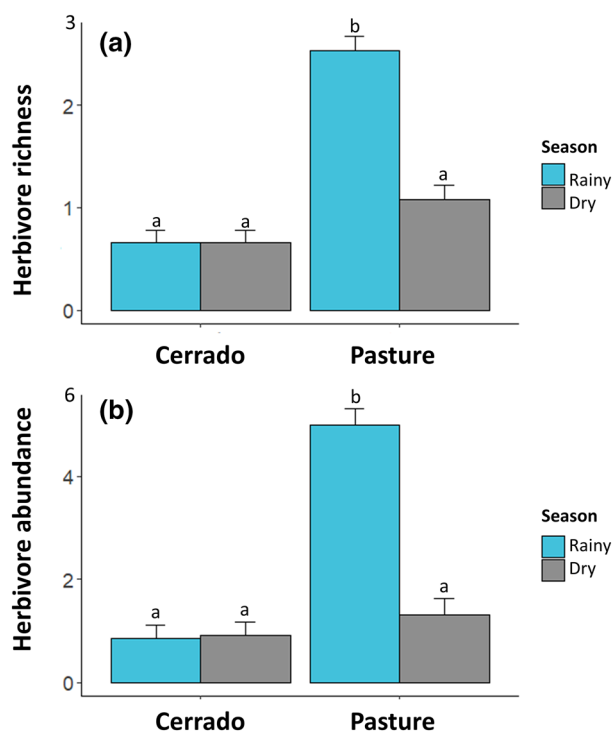 (a)
Herbivore richness
3
2
1
0
a
a
b
a
Cerrado
Pasture
Season
Rainy
Dry
(b)
Herbivore abundance
6
4
2
0
a
a
b
a
Cerrado
Pasture
Season
Rainy
Dry